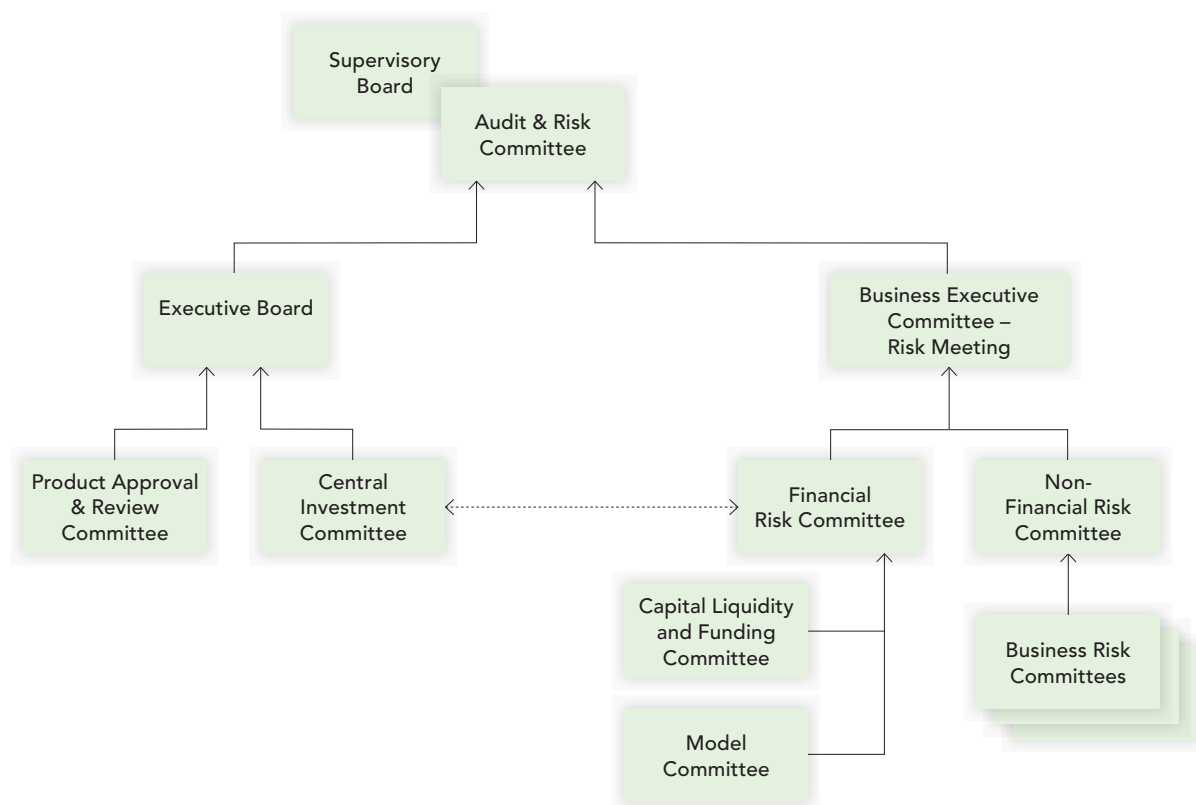 Supervisory
Board
Audit & Risk
Committee
Executive Board
Business Executive
Committee –
Risk Meeting
Product Approval
& Review
Committee
Central
Investment
Committee
Financial
Risk Committee
Non-
Financial Risk
Committee
Capital Liquidity
and Funding
Committee
Business Risk
Committees
Model
Committee